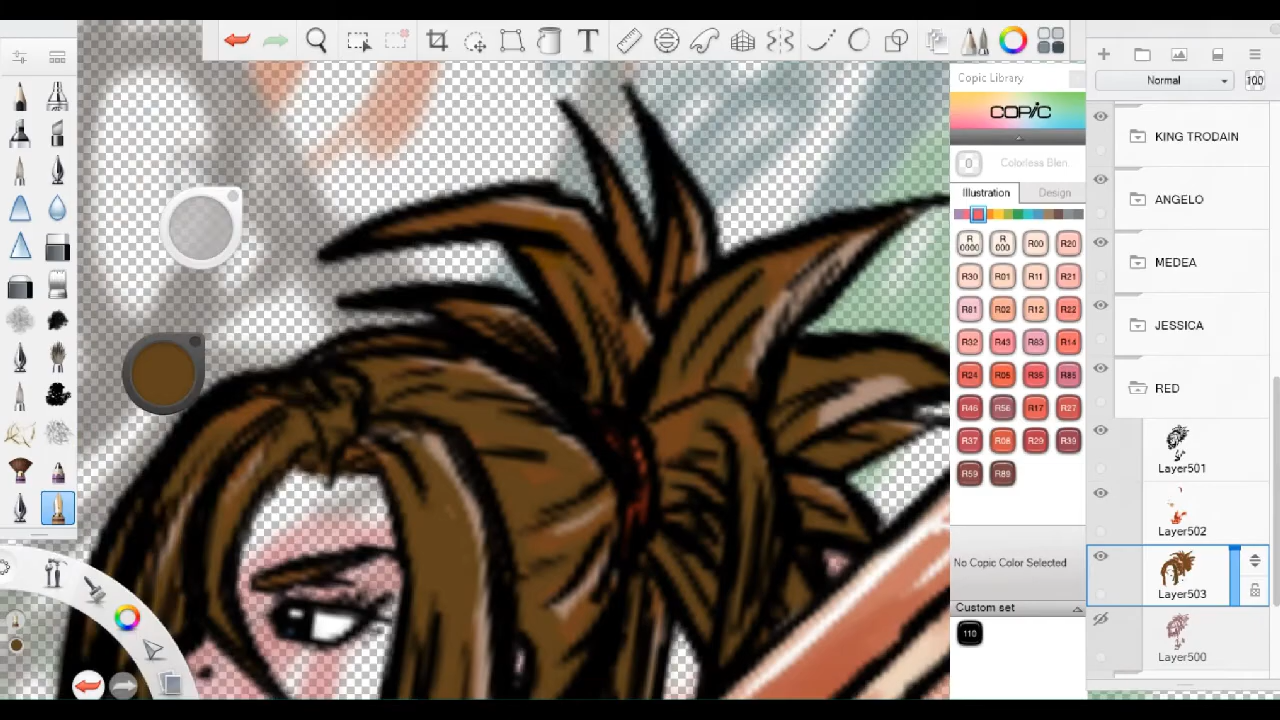 Copic Library
COPIC
0 Colorless Blen...
Illustration Design
R0000 R000 R00 R20
R30 R01 R11 R21
R81 R02 R12 R22
R32 R43 R83 R14
R24 R05 R35 R85
R46 R56 R17 R27
R37 R08 R29 R39
R59 R89
No Copic Color Selected
Custom set
110
Normal 100
KING TRODAIN
ANGELO
MEDEA
JESSICA
RED
Layer501
Layer502
Layer503
Layer500
T